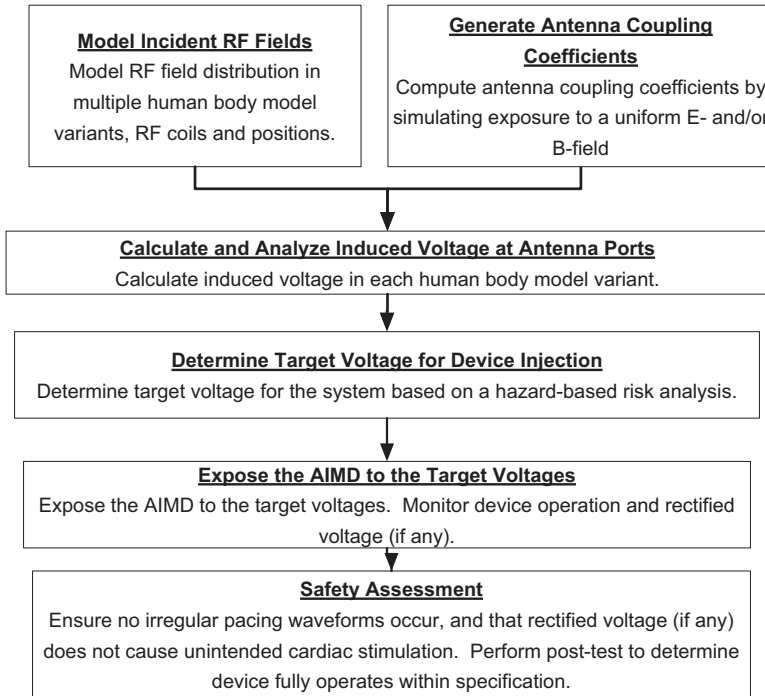 Model Incident RF Fields
Model RF field distribution in
multiple human body model
variants, RF coils and positions.
Generate Antenna Coupling
Coefficients
Compute antenna coupling coefficients by
simulating exposure to a uniform E- and/or
B-field
Calculate and Analyze Induced Voltage at Antenna Ports
Calculate induced voltage in each human body model variant.
Determine Target Voltage for Device Injection
Determine target voltage for the system based on a hazard-based risk analysis.
Expose the AIMD to the Target Voltages
Expose the AIMD to the target voltages.  Monitor device operation and rectified
voltage (if any).
Safety Assessment
Ensure no irregular pacing waveforms occur, and that rectified voltage (if any)
does not cause unintended cardiac stimulation.  Perform post-test to determine
device fully operates within specification.